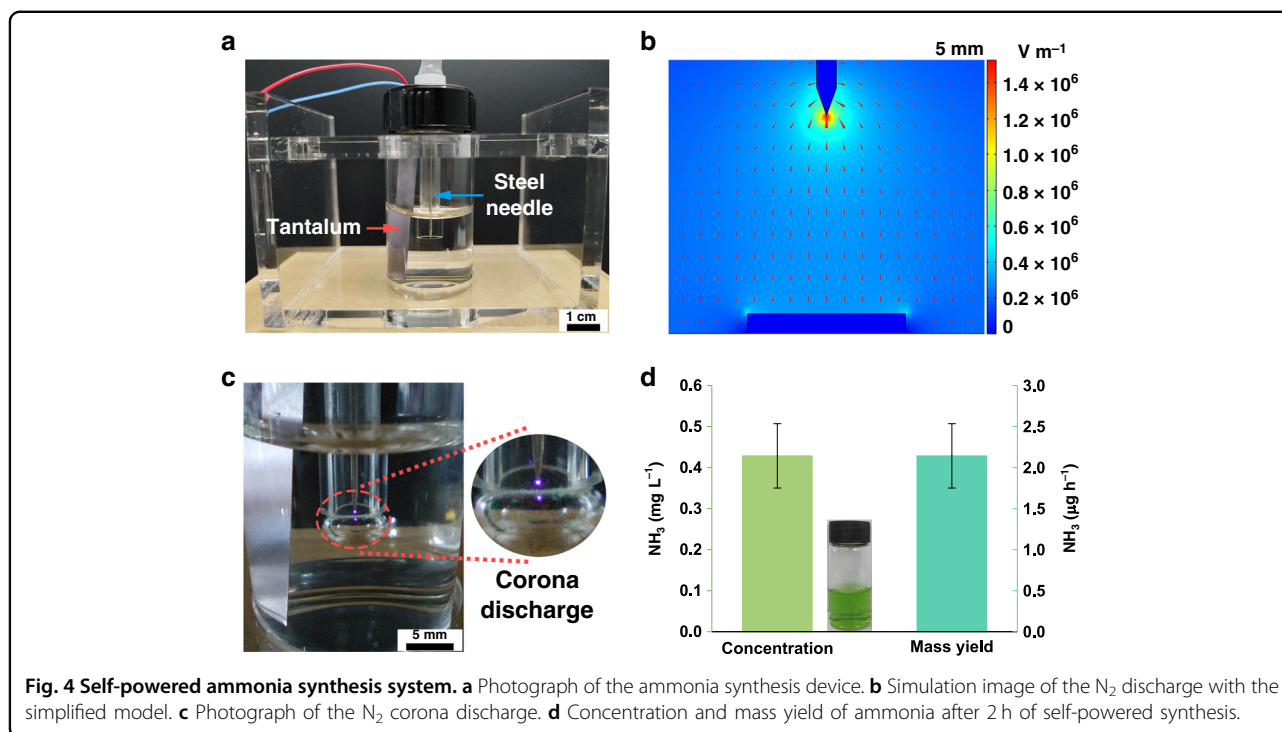 a
Steel
needle
Tantalum
1 cm
b
5 mm
V m⁻¹
1.4 × 10⁶
1.2 × 10⁶
1.0 × 10⁶
0.8 × 10⁶
0.6 × 10⁶
0.4 × 10⁶
0.2 × 10⁶
0
c
Corona
discharge
5 mm
d
0.6
0.5
0.4
0.3
0.2
0.1
0.0
NH₃ (mg L⁻¹)
3.0
2.5
2.0
1.5
1.0
0.5
0.0
NH₃ (µg h⁻¹)
Concentration
Mass yield
Fig. 4 Self-powered ammonia synthesis system. a Photograph of the ammonia synthesis device. b Simulation image of the N₂ discharge with the
simplified model. c Photograph of the N₂ corona discharge. d Concentration and mass yield of ammonia after 2 h of self-powered synthesis.